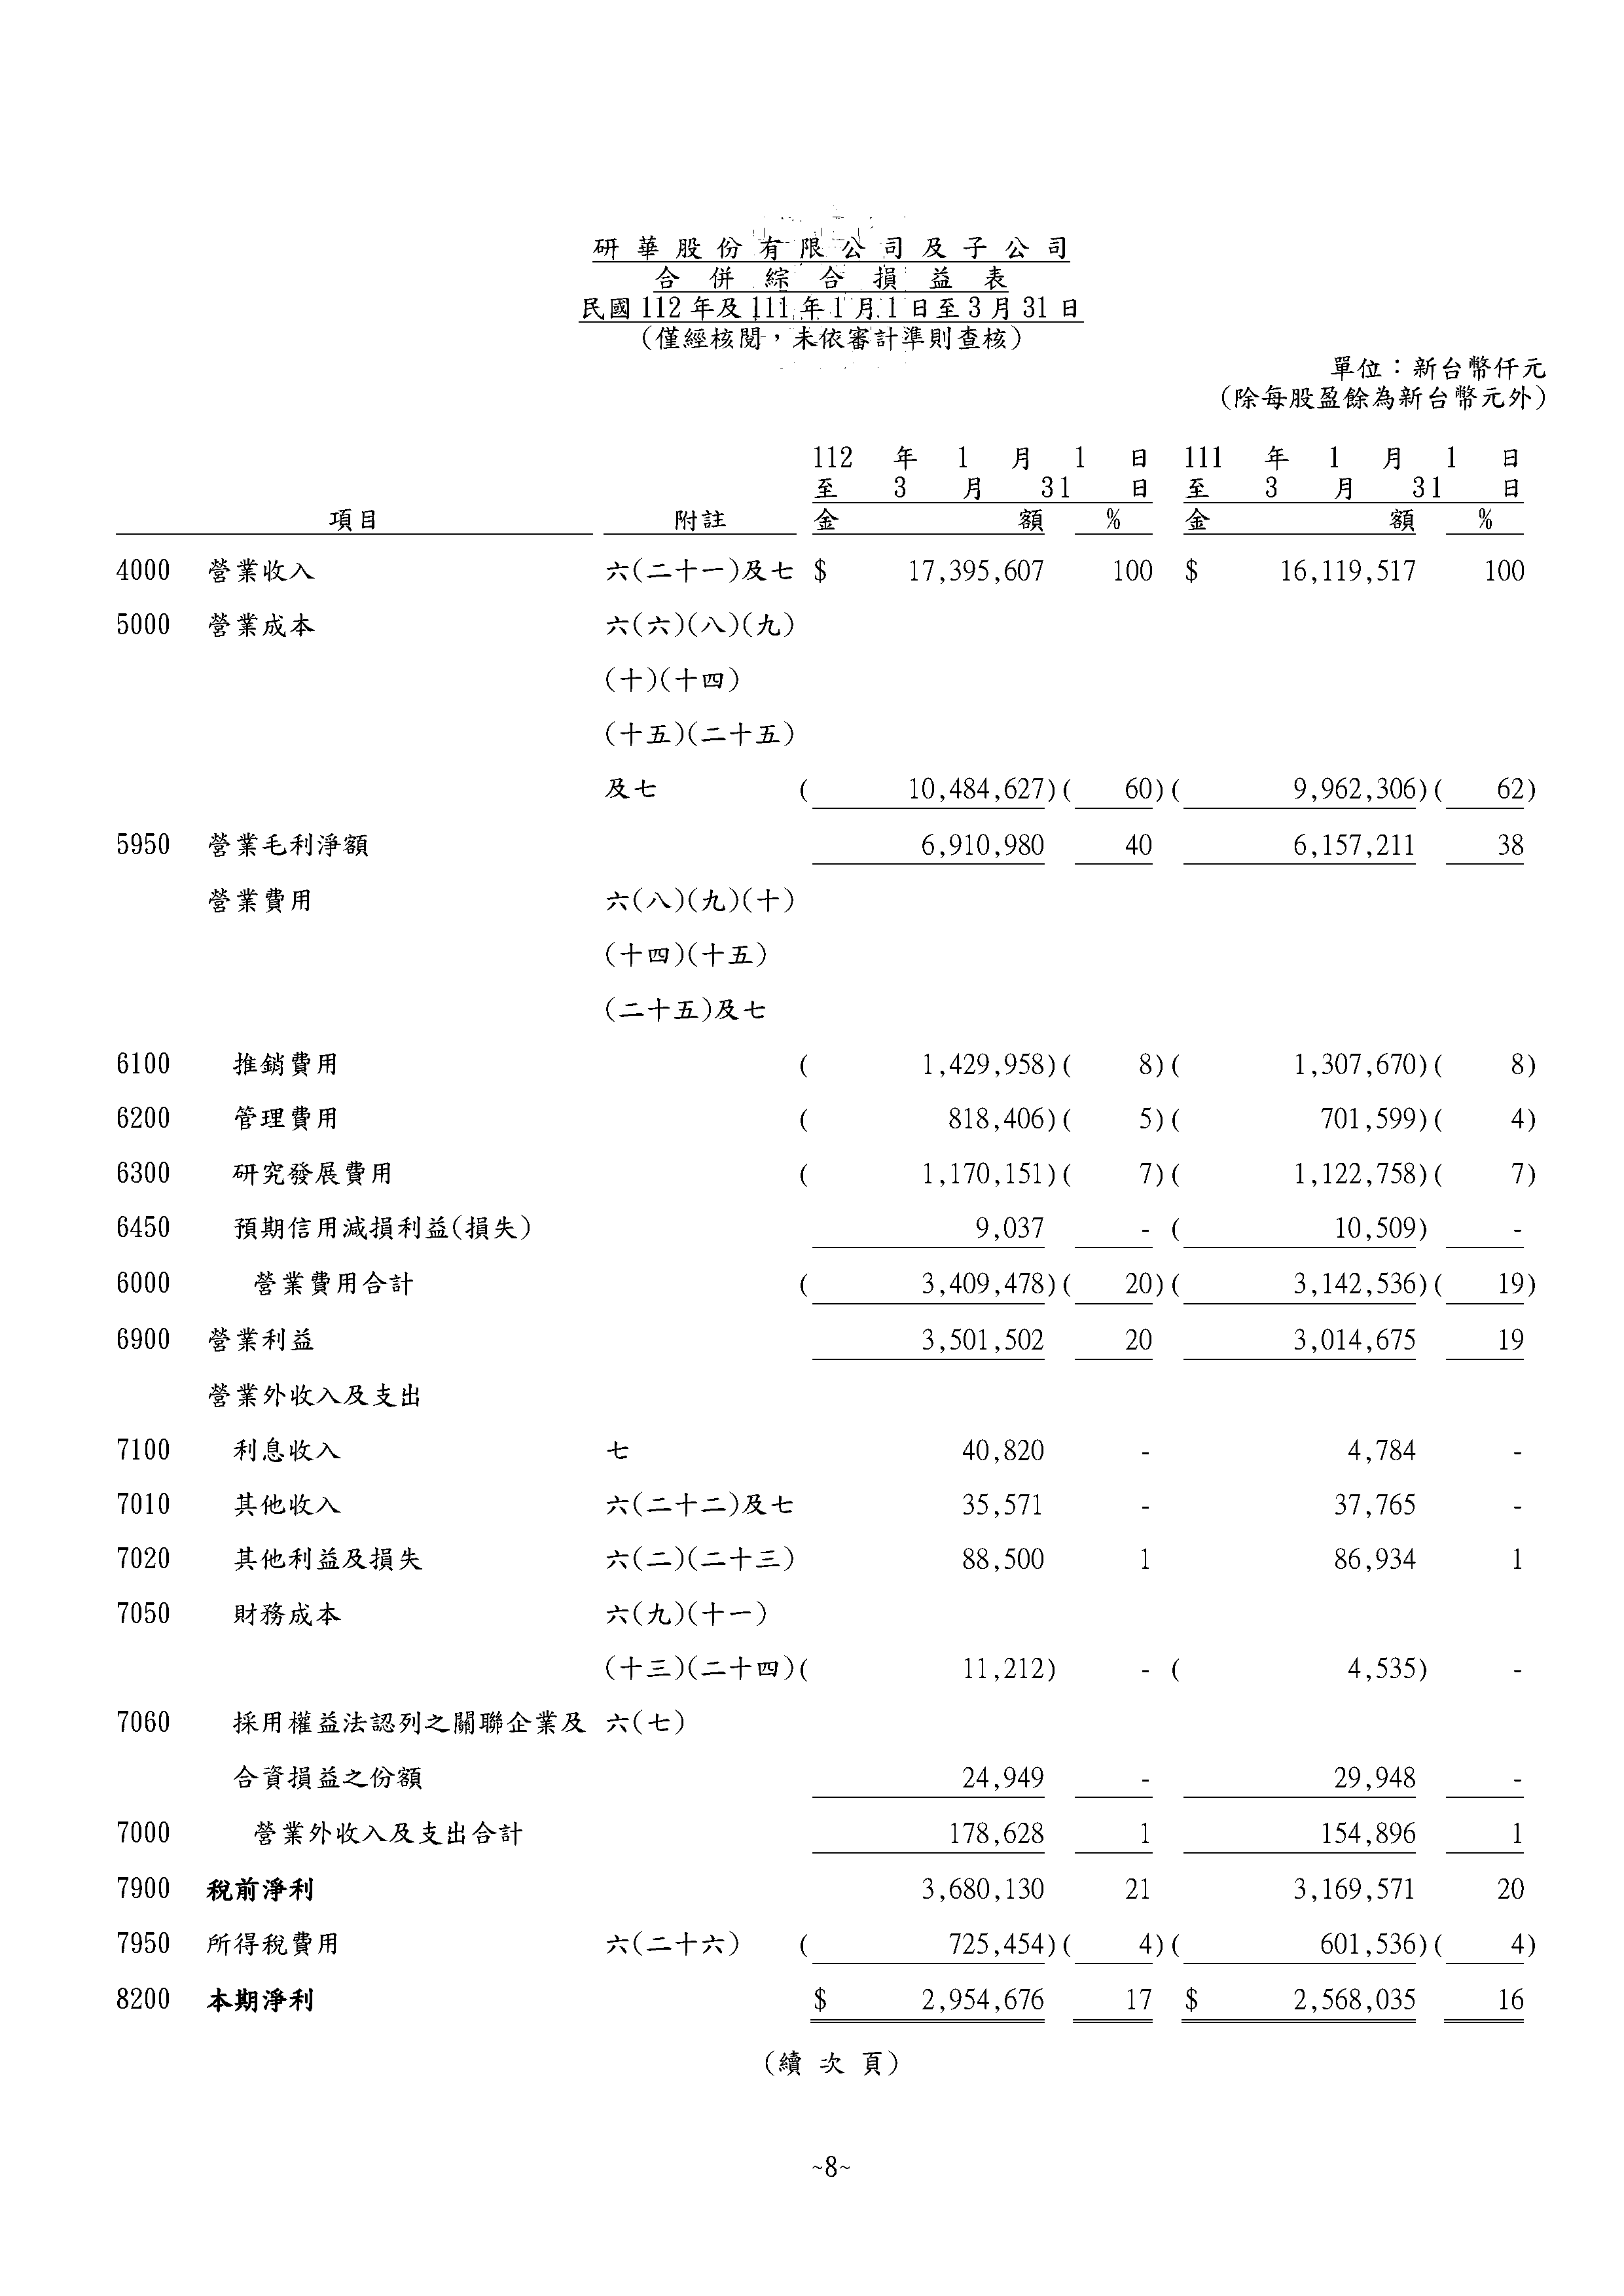 研華股份有限公司及子公司
合併綜合損益表
民國112年及111年1月1日至3月31日
(僅經核閱,未依審計準則查核)
單位:新台幣仟元
(除每股盈餘為新台幣元外)
112 年 1 月 1 日 111 年 1 月 1 日
至 3 月 31 日 至 3 月 31 日
項目 附註 金 額 % 金 額 %
4000 營業收入 六(二十一)及七 $ 17,395,607 100 $ 16,119,517 100
5000 營業成本 六(六)(八)(九)
(十)(十四)
(十五)(二十五)
及七 ( 10,484,627)( 60)( 9,962,306)( 62)
5950 營業毛利淨額 6,910,980 40 6,157,211 38
營業費用 六(八)(九)(十)
(十四)(十五)
(二十五)及七
6100 推銷費用 ( 1,429,958)( 8)( 1,307,670)( 8)
6200 管理費用 ( 818,406)( 5)( 701,599)( 4)
6300 研究發展費用 ( 1,170,151)( 7)( 1,122,758)( 7)
6450 預期信用減損利益(損失) 9,037 - ( 10,509) -
6000 營業費用合計 ( 3,409,478)( 20)( 3,142,536)( 19)
6900 營業利益 3,501,502 20 3,014,675 19
營業外收入及支出
7100 利息收入 七 40,820 - 4,784 -
7010 其他收入 六(二十二)及七 35,571 - 37,765 -
7020 其他利益及損失 六(二)(二十三) 88,500 1 86,934 1
7050 財務成本 六(九)(十一)
(十三)(二十四)( 11,212) - ( 4,535) -
7060 採用權益法認列之關聯企業及 六(七)
合資損益之份額 24,949 - 29,948 -
7000 營業外收入及支出合計 178,628 1 154,896 1
7900 稅前淨利 3,680,130 21 3,169,571 20
7950 所得稅費用 六(二十六) ( 725,454)( 4)( 601,536)( 4)
8200 本期淨利 $ 2,954,676 17 $ 2,568,035 16
(續 次 頁)
~8~